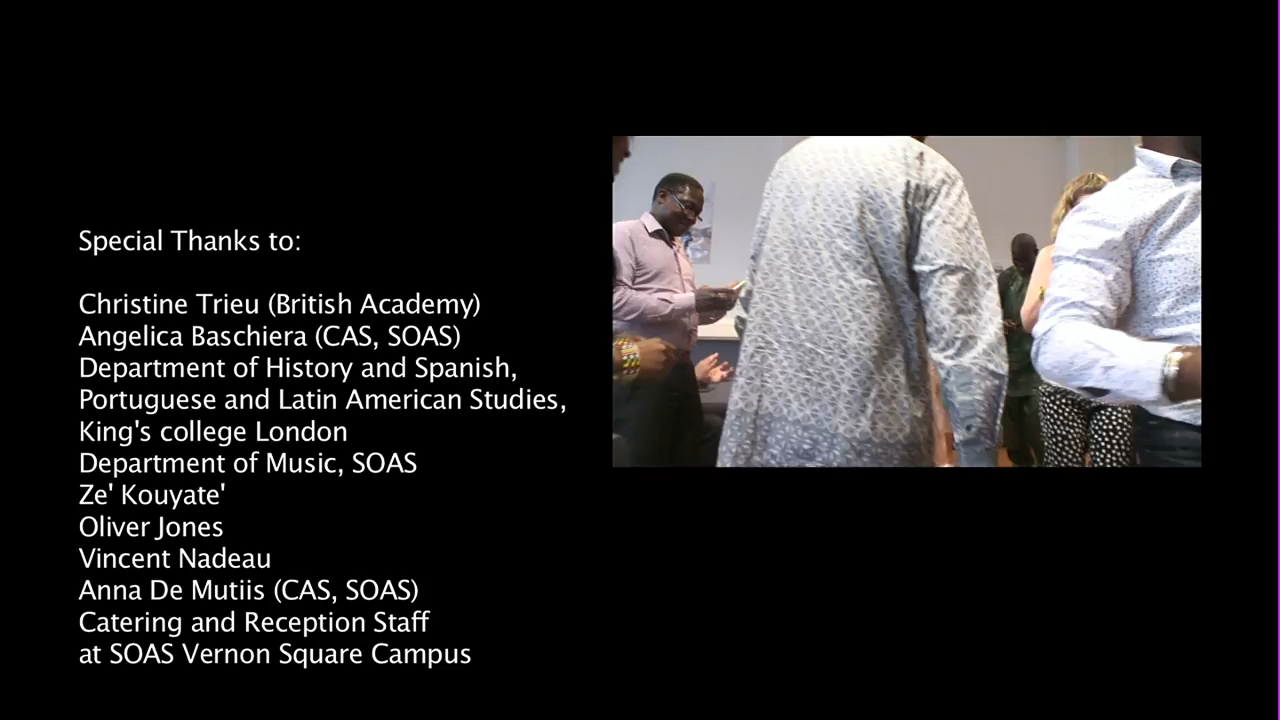 Special Thanks to:
Christine Trieu (British Academy)
Angelica Baschiera (CAS, SOAS)
Department of History and Spanish,
Portuguese and Latin American Studies,
King's college London
Department of Music, SOAS
Ze' Kouyate'
Oliver Jones
Vincent Nadeau
Anna De Mutiis (CAS, SOAS)
Catering and Reception Staff
at SOAS Vernon Square Campus